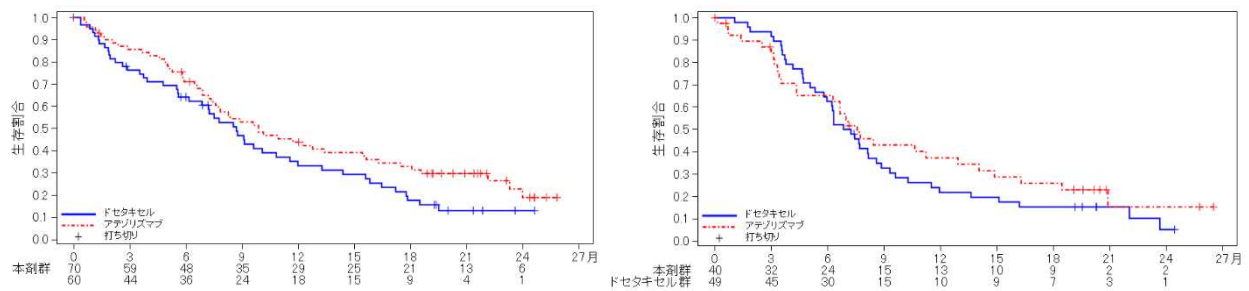 1.0
0.9
0.8
0.7
0.6
0.5
0.4
0.3
0.2
0.1
0.0
生存割合
ドセタキセル
アテゾリズマブ
打ち切り
0 3 6 9 12 15 18 21 24 27月
本剤群 70 59 48 35 29 25 21 13 6
60 44 36 24 18 15 9 4 1
1.0
0.9
0.8
0.7
0.6
0.5
0.4
0.3
0.2
0.1
0.0
生存割合
ドセタキセル
アテゾリズマブ
打ち切り
0 3 6 9 12 15 18 21 24 27月
本剤群 40 32 24 15 13 10 9 2 2
ドセタキセル群 49 45 30 15 10 9 7 3 1